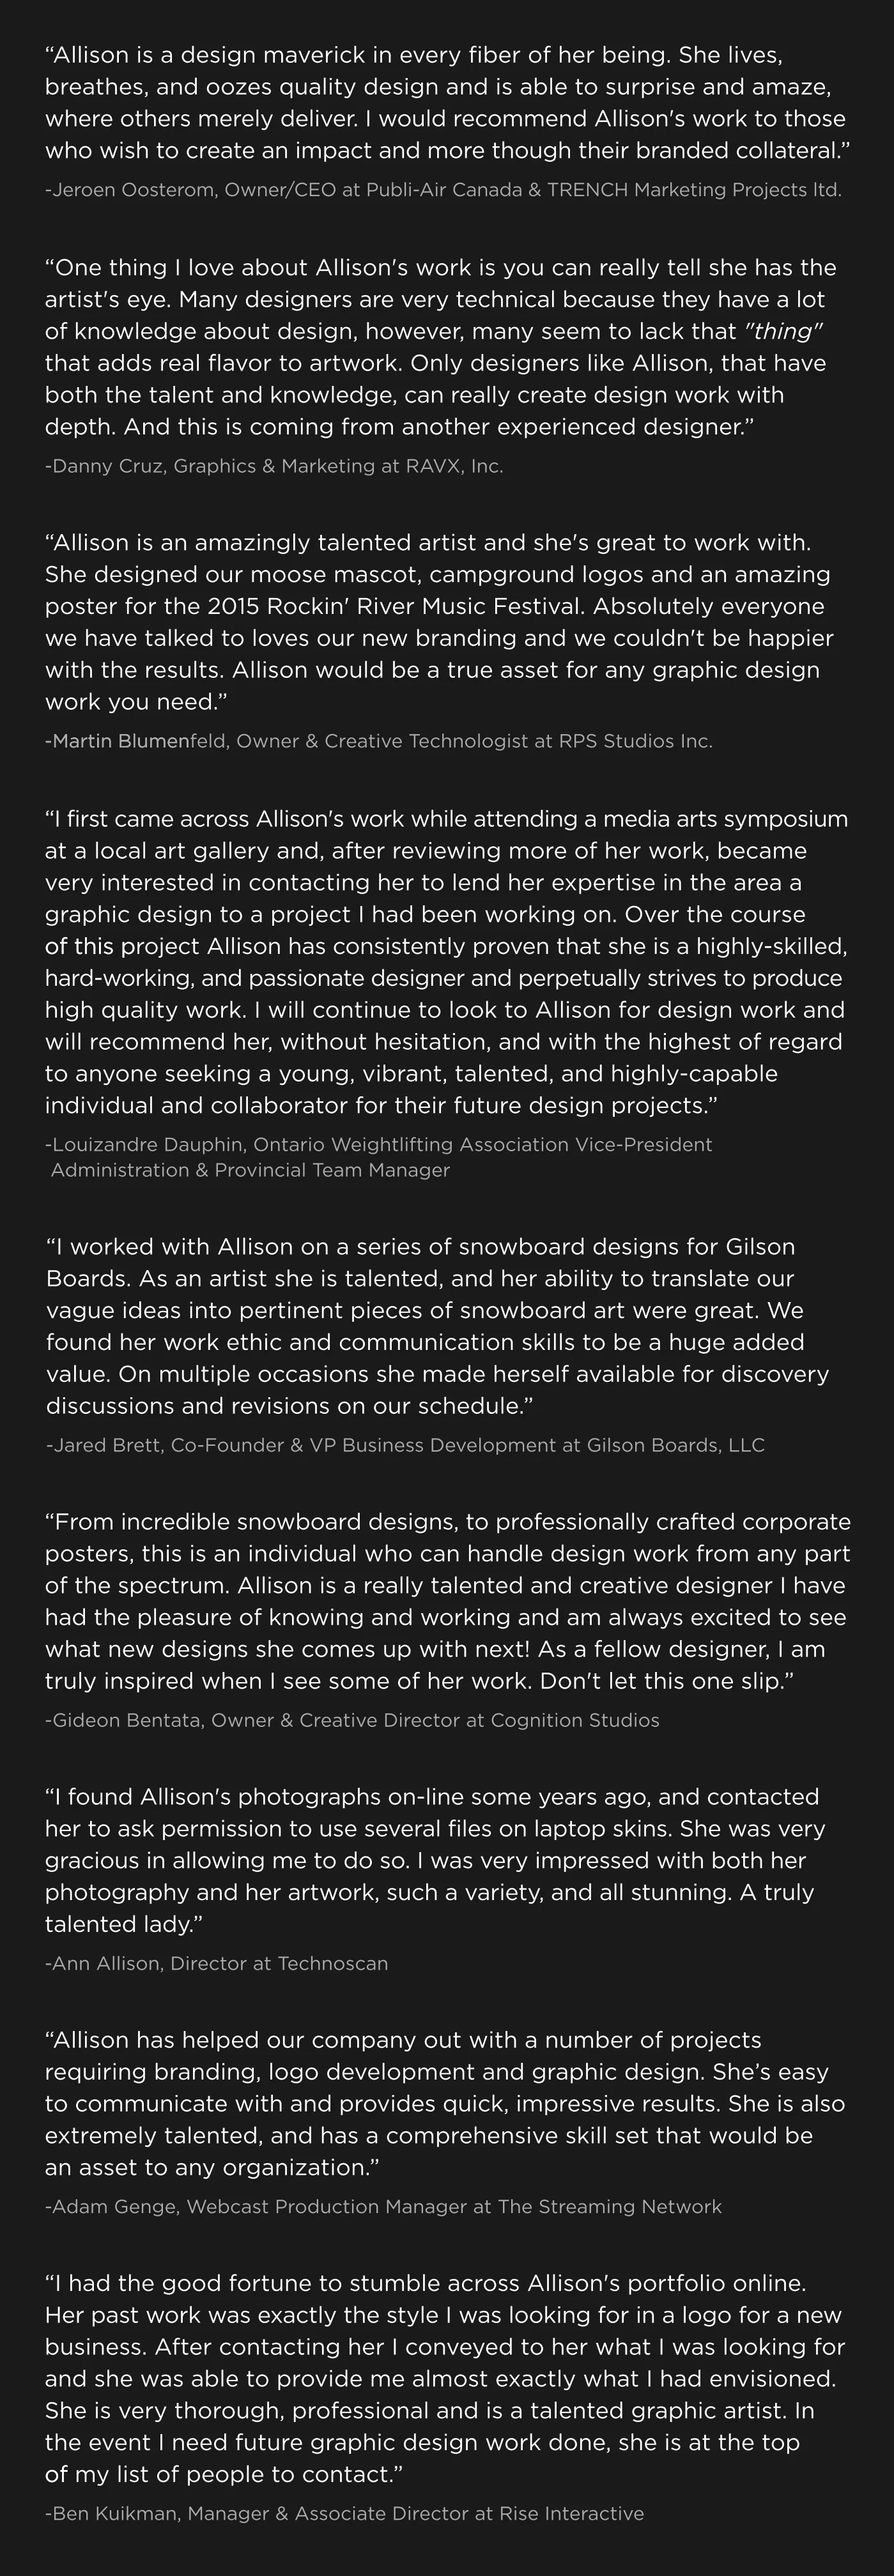 “Allison is a design maverick in every fiber of her being. She lives,
breathes, and oozes quality design and is able to surprise and amaze,
where others merely deliver. I would recommend Allison's work to those
who wish to create an impact and more though their branded collateral.”
-Jeroen Oosterom, Owner/CEO at Publi-Air Canada & TRENCH Marketing Projects ltd.
“One thing I love about Allison's work is you can really tell she has the
artist's eye. Many designers are very technical because they have a lot
of knowledge about design, however, many seem to lack that "thing"
that adds real flavor to artwork. Only designers like Allison, that have
both the talent and knowledge, can really create design work with
depth. And this is coming from another experienced designer.”
-Danny Cruz, Graphics & Marketing at RAVX, Inc.
“Allison is an amazingly talented artist and she's great to work with.
She designed our moose mascot, campground logos and an amazing
poster for the 2015 Rockin' River Music Festival. Absolutely everyone
we have talked to loves our new branding and we couldn't be happier
with the results. Allison would be a true asset for any graphic design
work you need.”
-Martin Blumenfeld, Owner & Creative Technologist at RPS Studios Inc.
“I first came across Allison's work while attending a media arts symposium
at a local art gallery and, after reviewing more of her work, became
very interested in contacting her to lend her expertise in the area a
graphic design to a project I had been working on. Over the course
of this project Allison has consistently proven that she is a highly-skilled,
hard-working, and passionate designer and perpetually strives to produce
high quality work. I will continue to look to Allison for design work and
will recommend her, without hesitation, and with the highest of regard
to anyone seeking a young, vibrant, talented, and highly-capable
individual and collaborator for their future design projects.”
-Louizandre Dauphin, Ontario Weightlifting Association Vice-President
Administration & Provincial Team Manager
“I worked with Allison on a series of snowboard designs for Gilson
Boards. As an artist she is talented, and her ability to translate our
vague ideas into pertinent pieces of snowboard art were great. We
found her work ethic and communication skills to be a huge added
value. On multiple occasions she made herself available for discovery
discussions and revisions on our schedule.”
-Jared Brett, Co-Founder & VP Business Development at Gilson Boards, LLC
“From incredible snowboard designs, to professionally crafted corporate
posters, this is an individual who can handle design work from any part
of the spectrum. Allison is a really talented and creative designer I have
had the pleasure of knowing and working and am always excited to see
what new designs she comes up with next! As a fellow designer, I am
truly inspired when I see some of her work. Don't let this one slip.”
-Gideon Bentata, Owner & Creative Director at Cognition Studios
“I found Allison's photographs on-line some years ago, and contacted
her to ask permission to use several files on laptop skins. She was very
gracious in allowing me to do so. I was very impressed with both her
photography and her artwork, such a variety, and all stunning. A truly
talented lady.”
-Ann Allison, Director at Technoscan
“Allison has helped our company out with a number of projects
requiring branding, logo development and graphic design. She’s easy
to communicate with and provides quick, impressive results. She is also
extremely talented, and has a comprehensive skill set that would be
an asset to any organization.”
-Adam Genge, Webcast Production Manager at The Streaming Network
“I had the good fortune to stumble across Allison's portfolio online.
Her past work was exactly the style I was looking for in a logo for a new
business. After contacting her I conveyed to her what I was looking for
and she was able to provide me almost exactly what I had envisioned.
She is very thorough, professional and is a talented graphic artist. In
the event I need future graphic design work done, she is at the top
of my list of people to contact.”
-Ben Kuikman, Manager & Associate Director at Rise Interactive